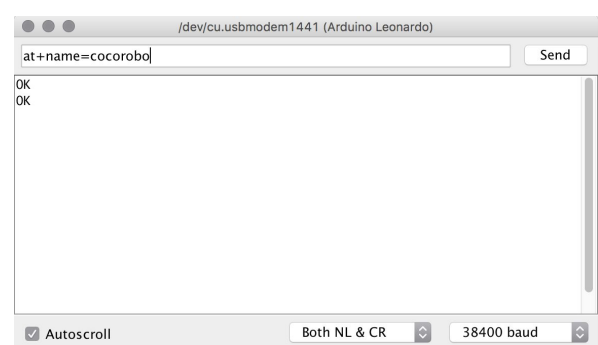 /dev/cu.usbmodem1441 (Arduino Leonardo)
at+name=cocorobo
Send
OK
OK
Autoscroll
Both NL & CR
38400 baud